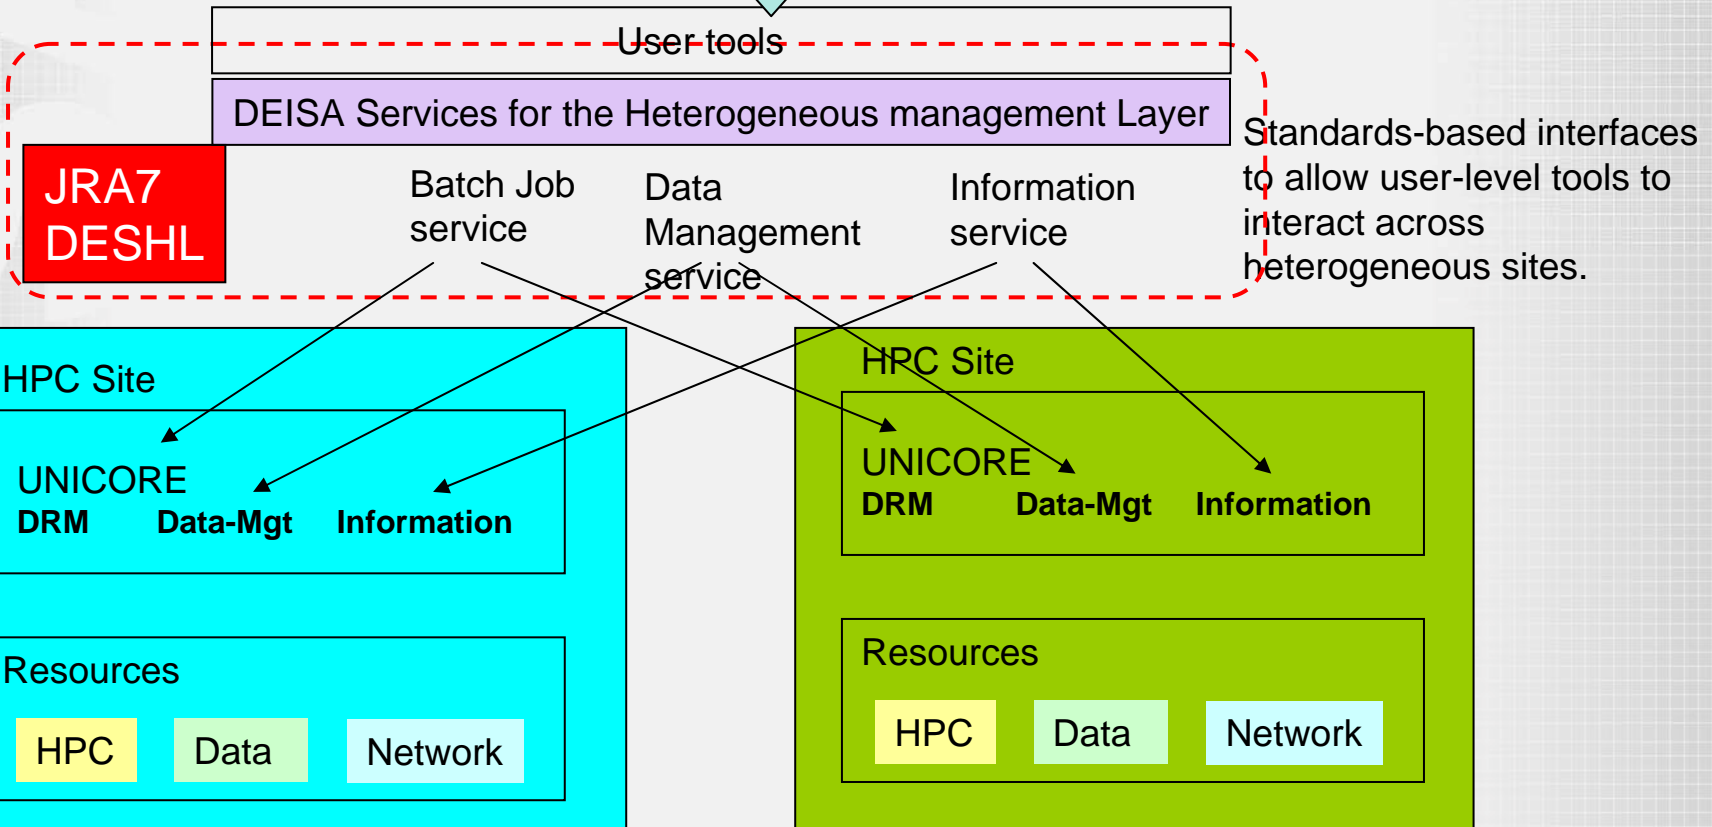 User tools
DEISA Services for the Heterogeneous management Layer
JRA7
DESHL
Batch Job
service
Data
Management
service
Information
service
Standards-based interfaces
to allow user-level tools to
interact across
heterogeneous sites.
HPC Site
UNICORE
DRM Data-Mgt Information
Resources
HPC Data Network
HPC Site
UNICORE
DRM Data-Mgt Information
Resources
HPC Data Network